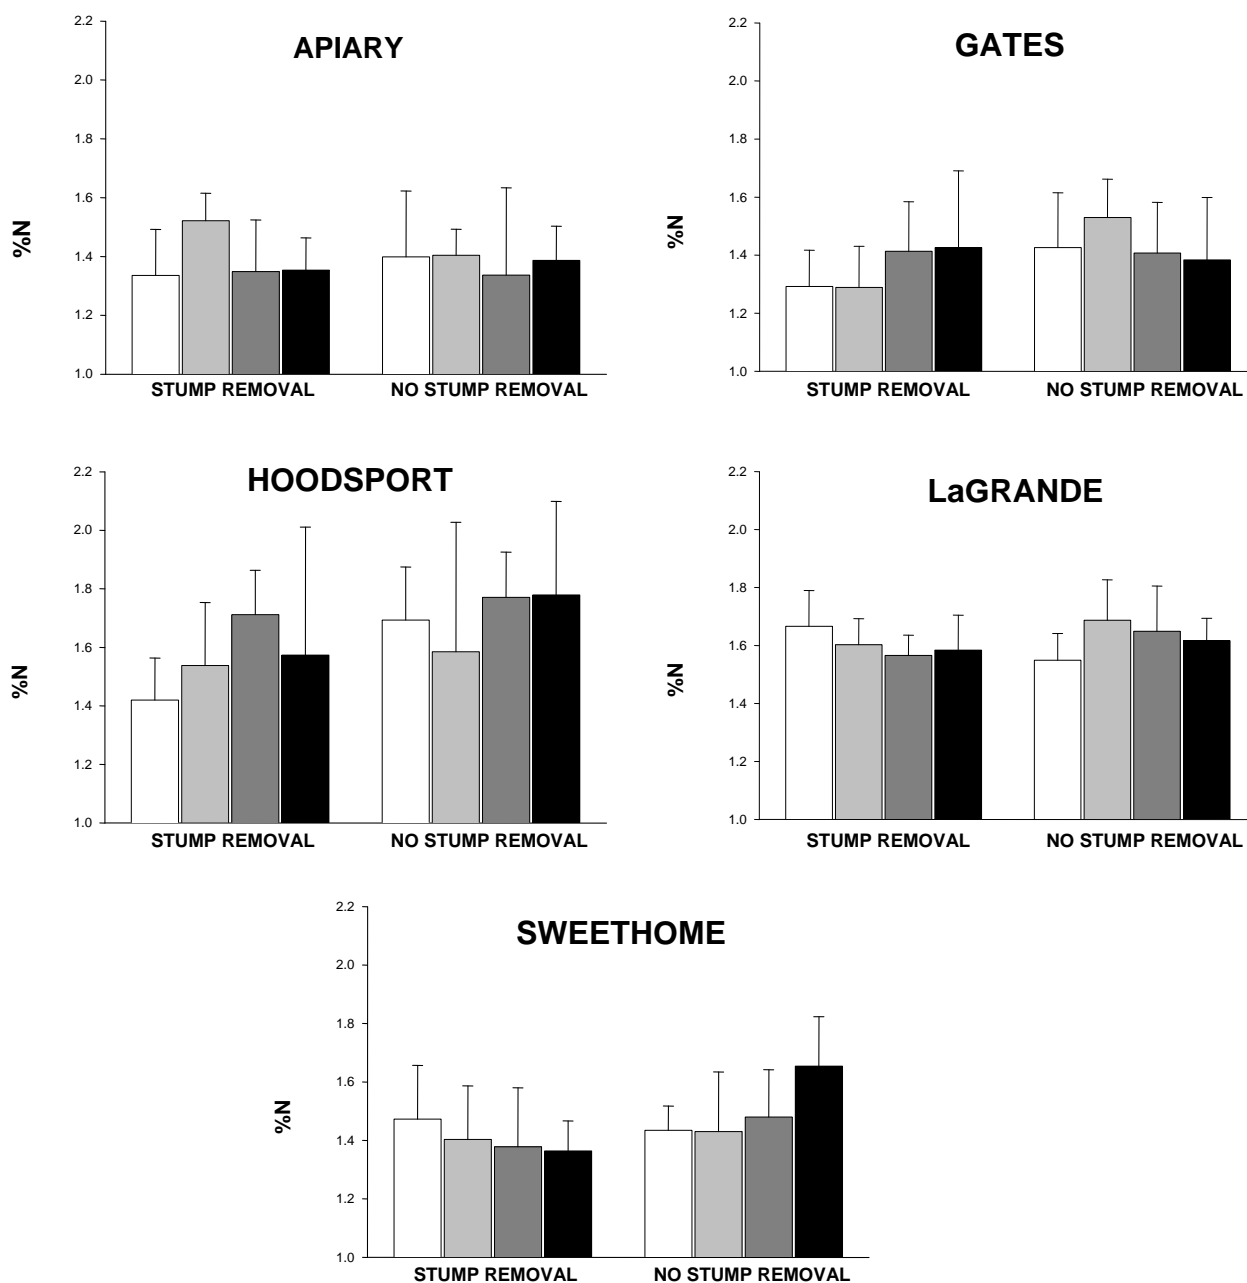 APIARY
2.2
2.0
1.8
1.6
1.4
1.2
1.0
%N
STUMP REMOVAL
NO STUMP REMOVAL
GATES
2.2
2.0
1.8
1.6
1.4
1.2
1.0
%N
STUMP REMOVAL
NO STUMP REMOVAL
HOODSPORT
2.2
2.0
1.8
1.6
1.4
1.2
1.0
%N
STUMP REMOVAL
NO STUMP REMOVAL
LaGRANDE
2.2
2.0
1.8
1.6
1.4
1.2
1.0
%N
STUMP REMOVAL
NO STUMP REMOVAL
SWEETHOME
2.2
2.0
1.8
1.6
1.4
1.2
1.0
%N
STUMP REMOVAL
NO STUMP REMOVAL